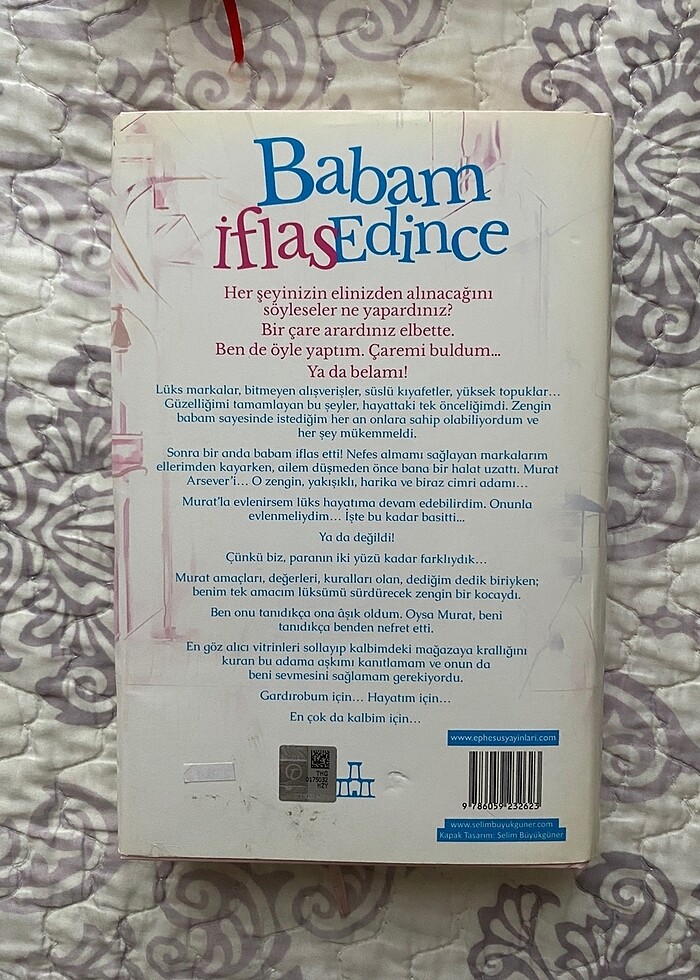 Babam
iflas Edince
Her şeyinizin elinizden alınacağını
söyleseler ne yapardınız?
Bir çare arardınız elbette.
Ben de öyle yaptım. Çaremi buldum...
Ya da belamı!
Lüks markalar, bitmeyen alışverişler, süslü kıyafetler, yüksek topuklar...
Güzelliğimi tamamlayan bu şeyler, hayattaki tek önceliğimdi. Zengin
babam sayesinde istediğim her an onlara sahip olabiliyordum ve
her şey mükemmeldi.
Sonra bir anda babam iflas etti! Nefes almamı sağlayan markalarım
ellerimden kayarken, ailem düşmeden önce bana bir halat uzattı. Murat
Arsever'i... O zengin, yakışıklı, harika ve biraz cimri adamı...
Murat'la evlenirsem lüks hayatıma devam edebilirdim. Onunla
evlenmeliydim... İşte bu kadar basitti...
Ya da değildi!
Çünkü biz, paranın iki yüzü kadar farklıydık...
Murat amaçları, değerleri, kuralları olan, dediğim dedik biriyken;
benim tek amacım lüksümü sürdürecek zengin bir kocaydı.
Ben onu tanıdıkça ona âşık oldum. Oysa Murat, beni
tanıdıkça benden nefret etti.
En göz alıcı vitrinleri sollayıp kalbimdeki mağazaya krallığını
kuran bu adama aşkımı kanıtlamam ve onun da
beni sevmesini sağlamam gerekiyordu.
Gardırobum için... Hayatım için...
En çok da kalbim için...
www.ephesusyayinlari.com
THG
0175032
HZY
9 786059 232623
www.selimbuyukguner.com
Kapak Tasarım: Selim Büyükgüner